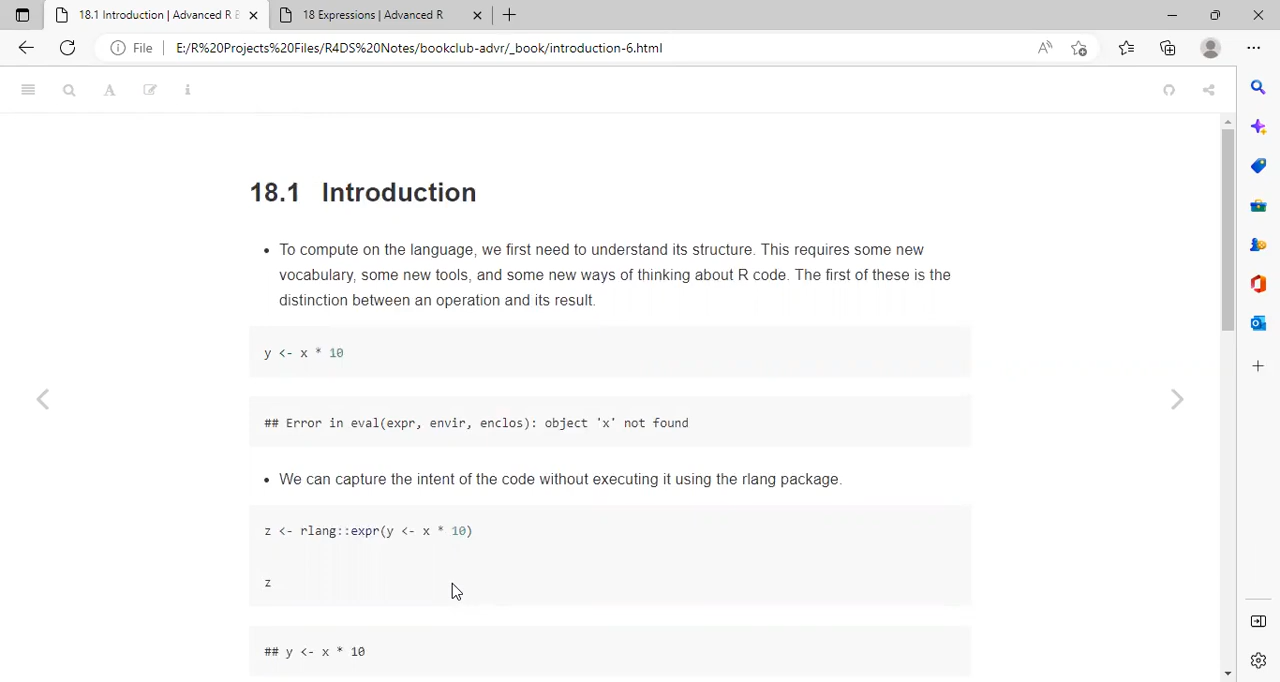 18.1 Introduction | Advanced R B
18 Expressions | Advanced R
File
E:/R%20Projects%20Files/R4DS%20Notes/bookclub-advr/_book/introduction-6.html
18.1 Introduction
• To compute on the language, we first need to understand its structure. This requires some new
vocabulary, some new tools, and some new ways of thinking about R code. The first of these is the
distinction between an operation and its result.
y <- x * 10
## Error in eval(expr, envir, enclos): object 'x' not found
• We can capture the intent of the code without executing it using the rlang package.
z <- rlang::expr(y <- x * 10)
z
## y <- x * 10